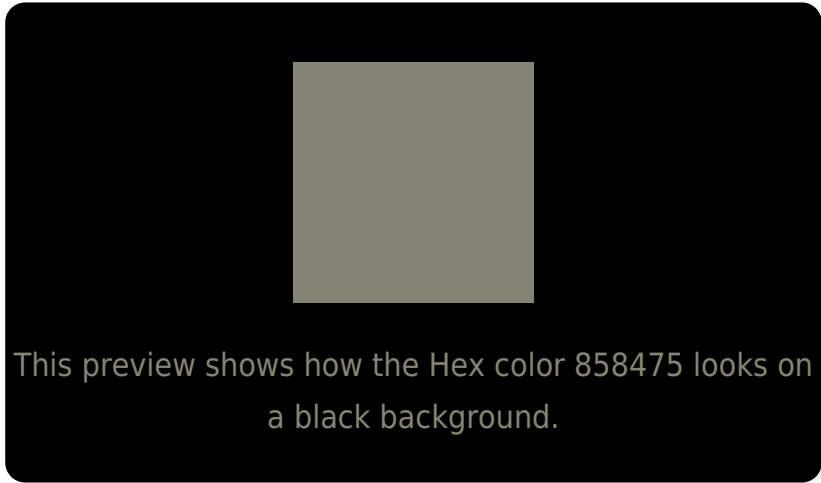 This preview shows how the Hex color 858475 looks on
a black background.